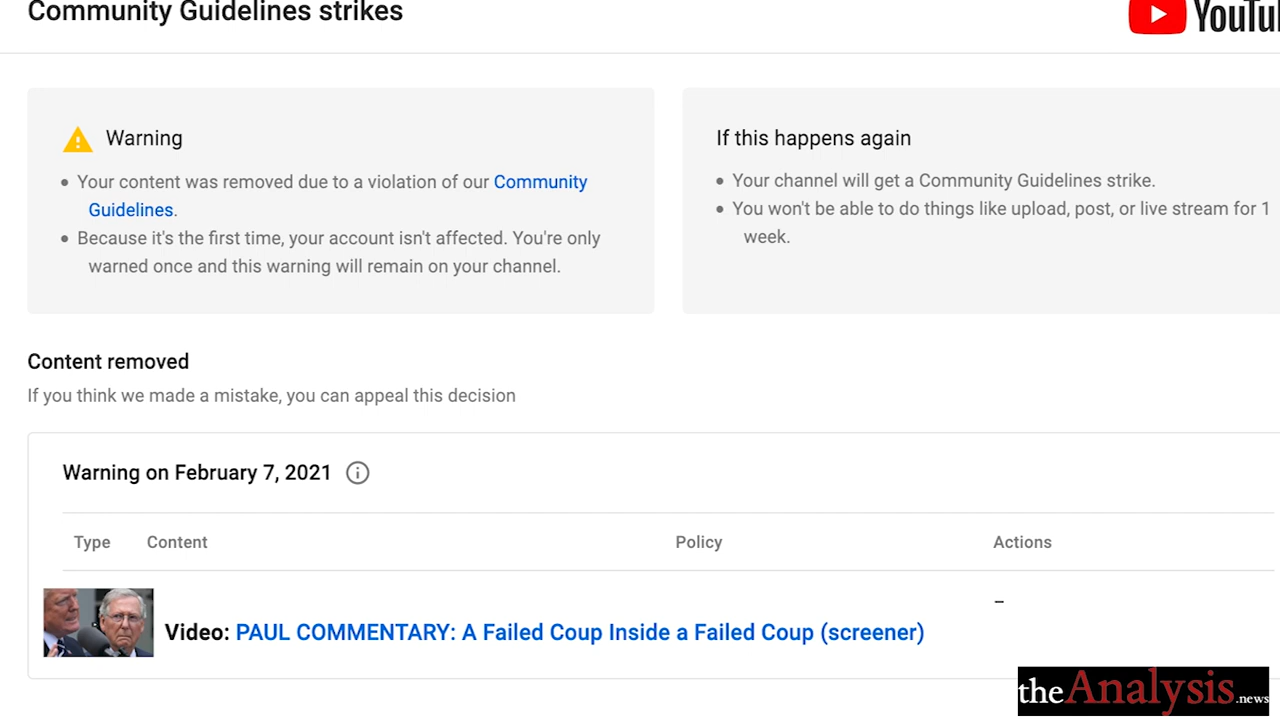 Community Guidelines strikes
YouTu
Warning
• Your content was removed due to a violation of our Community
Guidelines.
• Because it's the first time, your account isn't affected. You're only
warned once and this warning will remain on your channel.
If this happens again
• Your channel will get a Community Guidelines strike.
• You won't be able to do things like upload, post, or live stream for 1
week.
Content removed
If you think we made a mistake, you can appeal this decision
Warning on February 7, 2021
Type Content Policy Actions
–
Video: PAUL COMMENTARY: A Failed Coup Inside a Failed Coup (screener)
theAnalysis.news